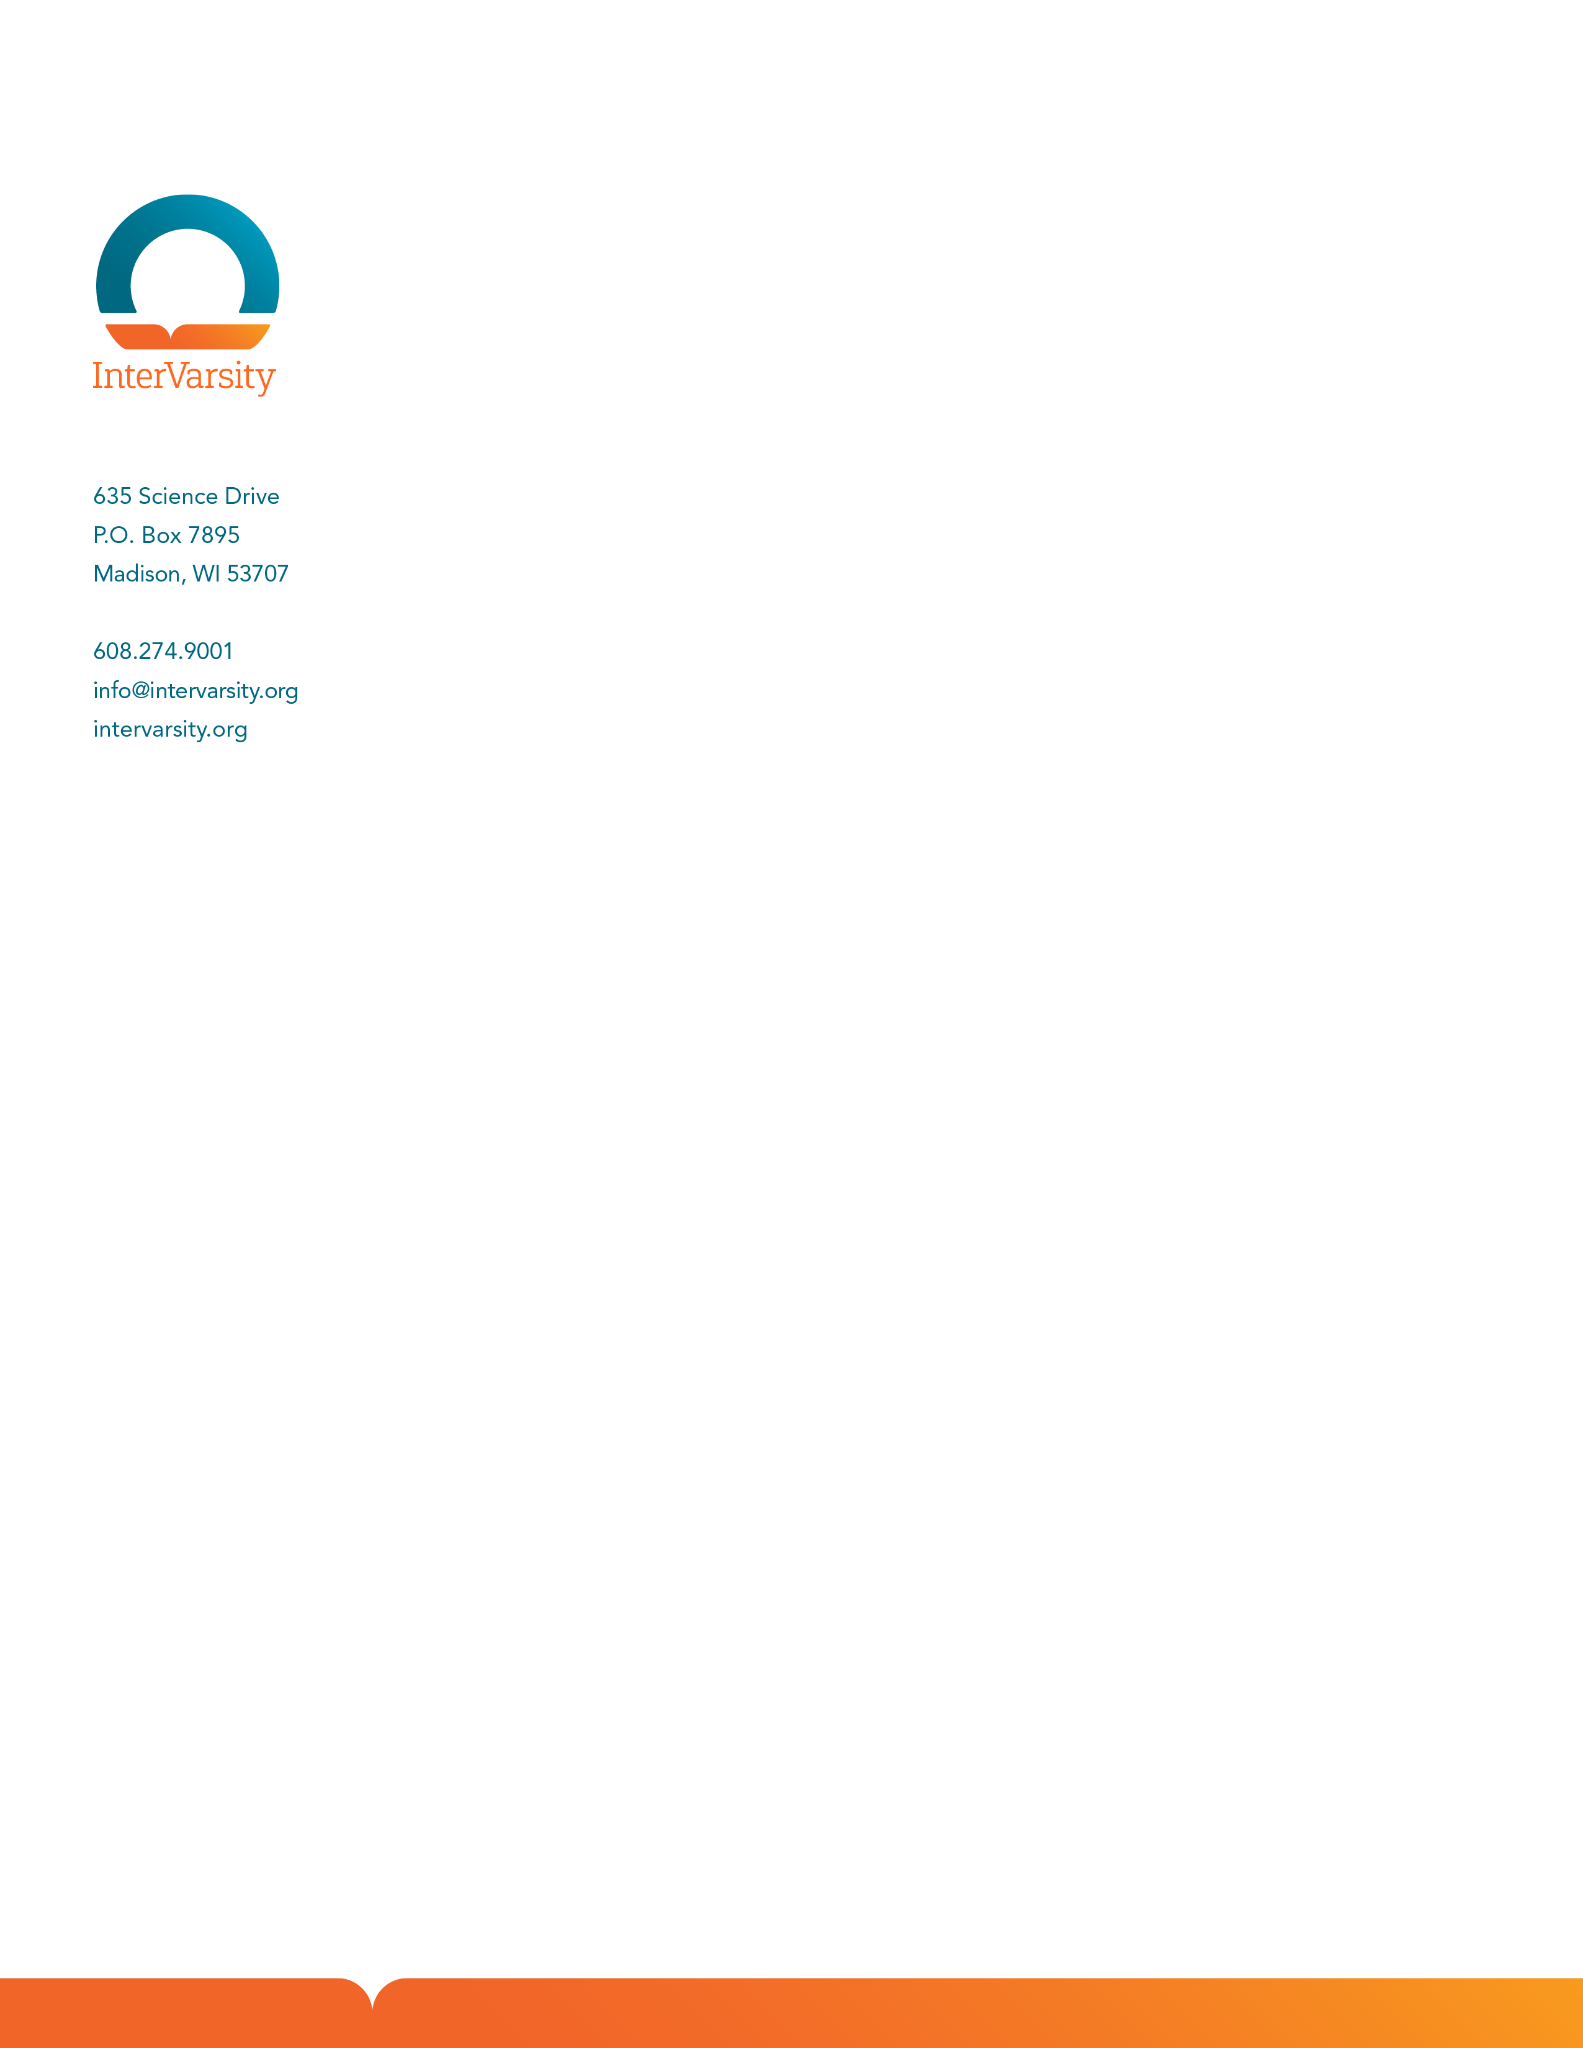 InterVarsity
635 Science Drive
P.O. Box 7895
Madison, WI 53707
608.274.9001
info@intervarsity.org
intervarsity.org